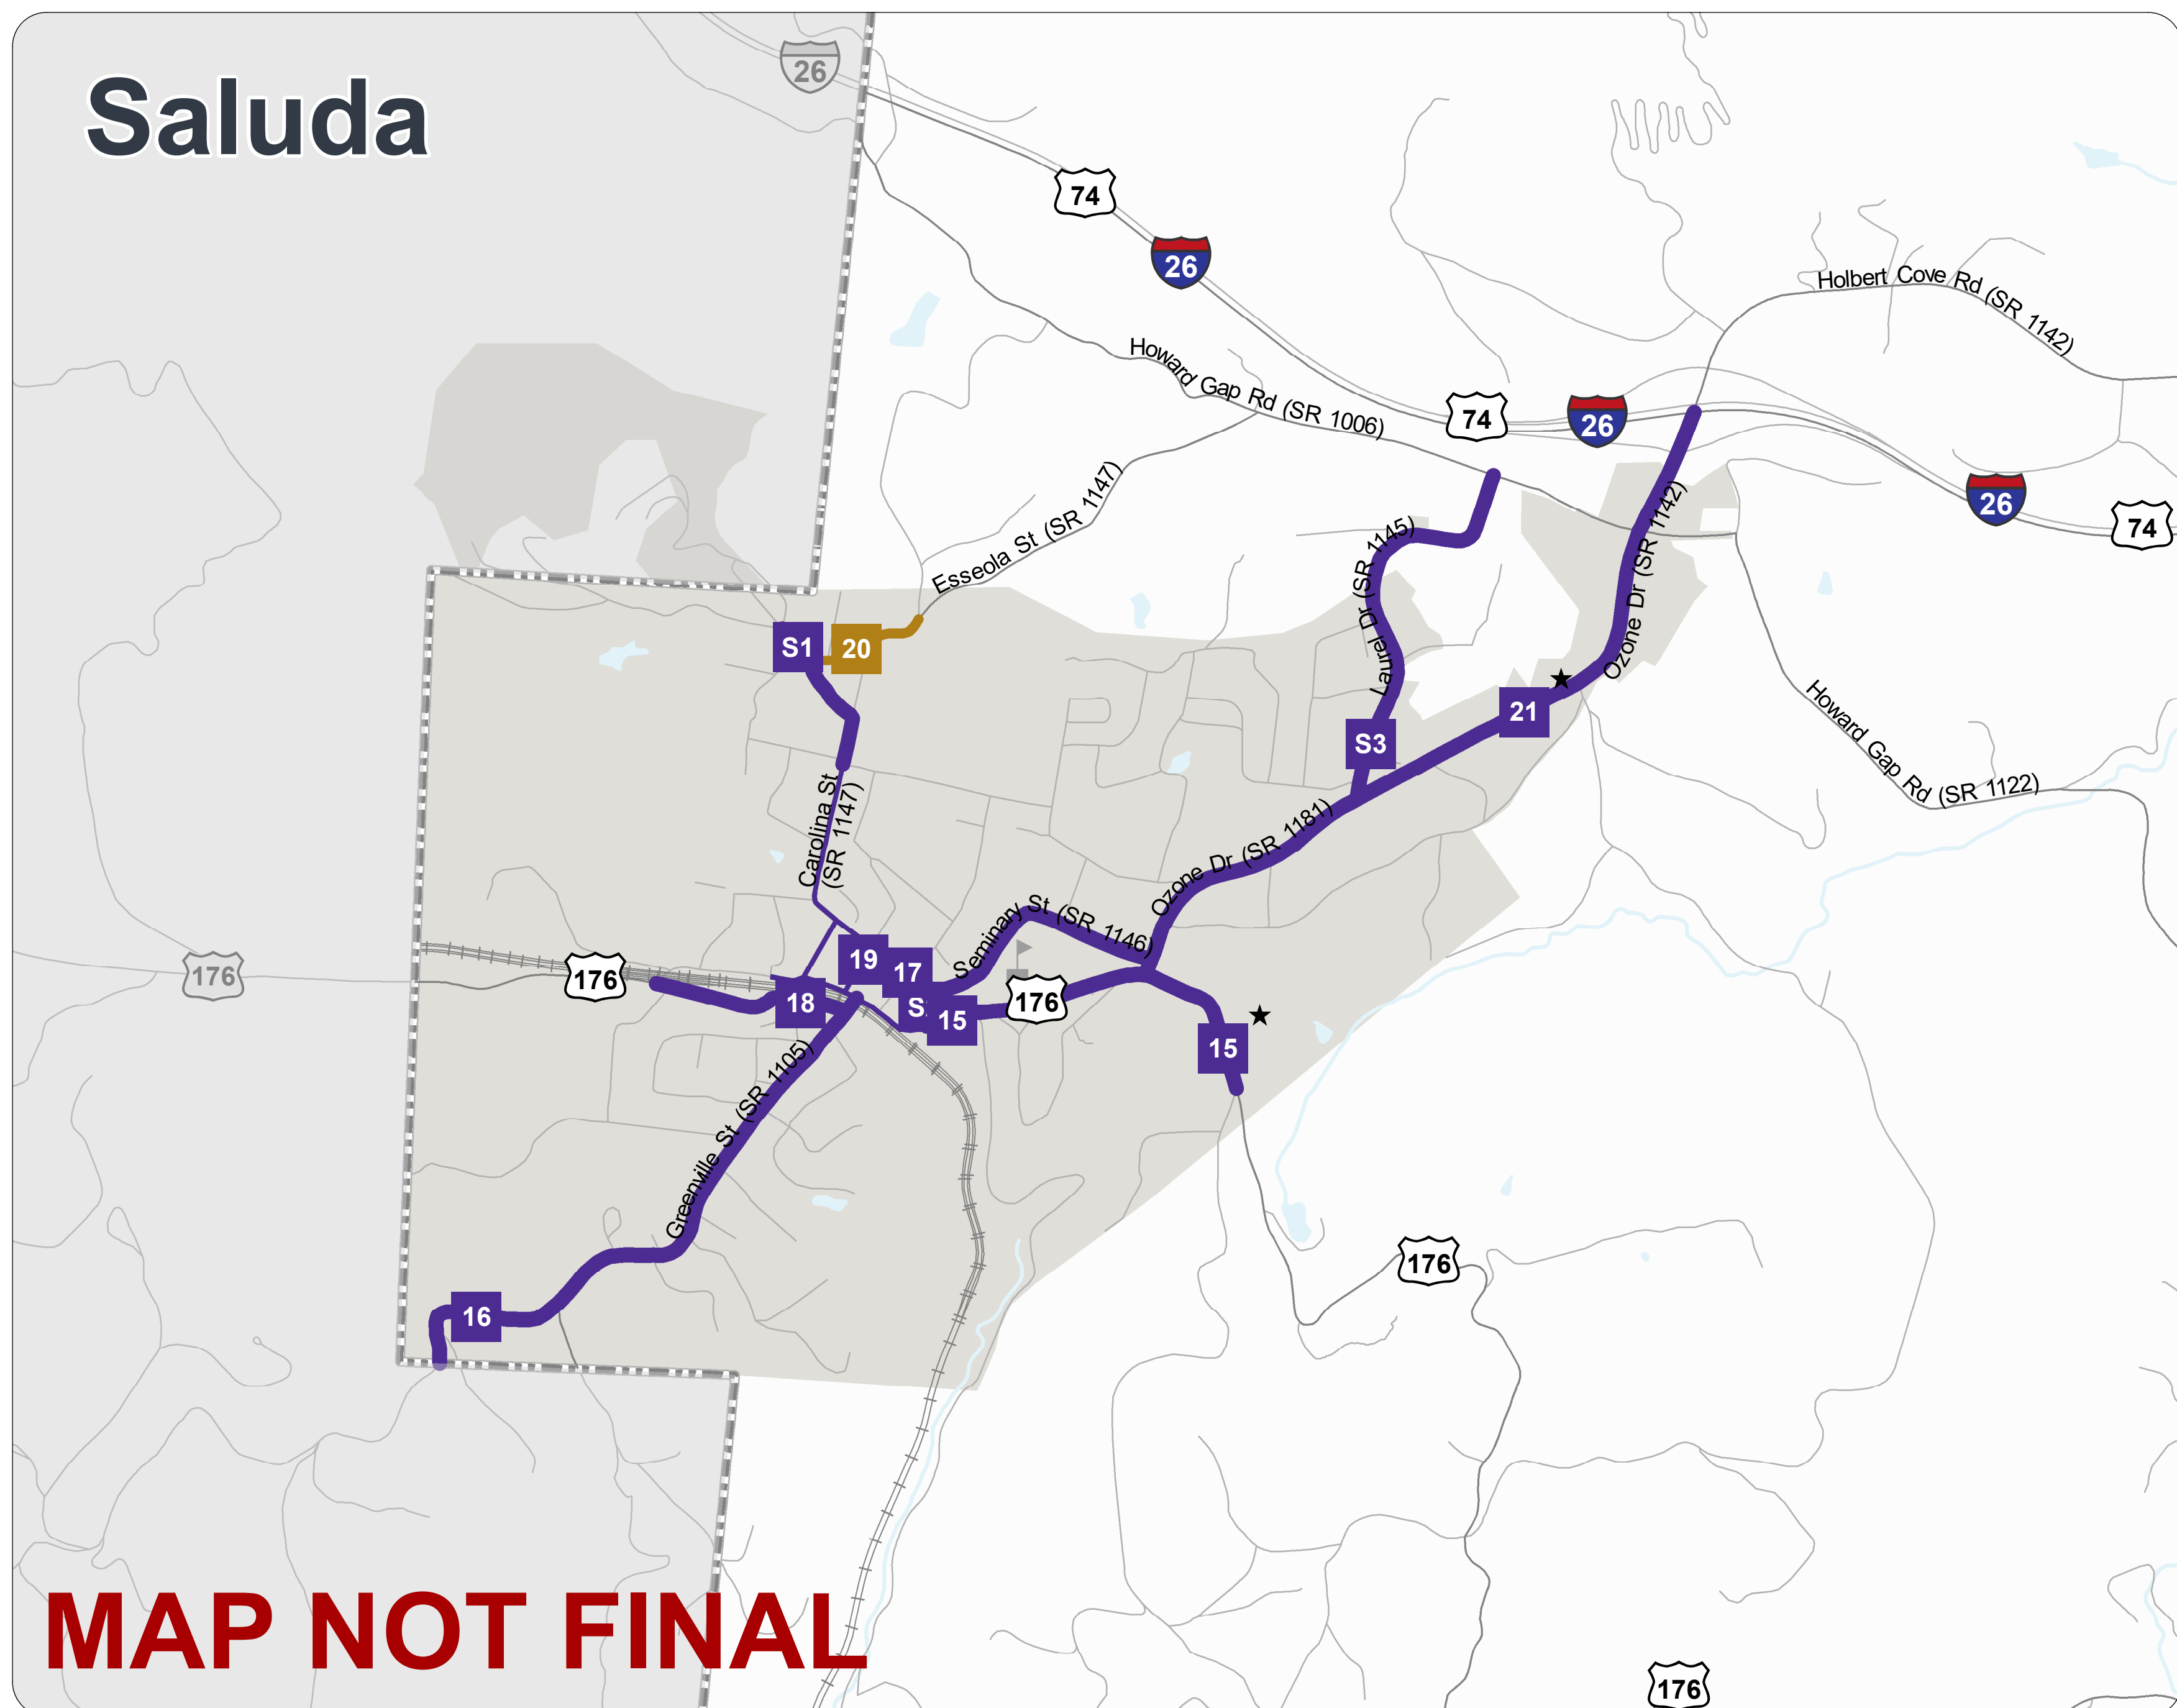 Saluda
26
74
26
Holbert Cove Rd (SR 1142)
Howard Gap Rd (SR 1006)
74
26
26
74
Esseola St (SR 1147)
Laurel Dr (SR 1145)
Ozone Dr (SR 1142)
S1
20
21
S3
Howard Gap Rd (SR 1122)
Carolina St
(SR 1147)
Ozone Dr (SR 1181)
Seminary St (SR 1146)
19
17
176
176
18
S
15
176
15
Greenville St (SR 1105)
176
16
MAP NOT FINAL
176